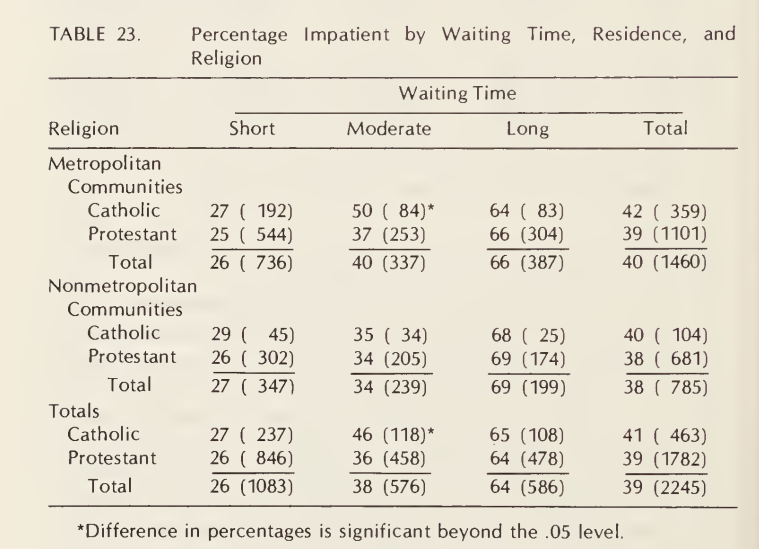 TABLE 23. Percentage Impatient by Waiting Time, Residence, and
Religion
Waiting Time
Religion Short Moderate Long Total
Metropolitan
Communities
Catholic 27 ( 192) 50 ( 84)* 64 ( 83) 42 ( 359)
Protestant 25 ( 544) 37 (253) 66 (304) 39 (1101)
Total 26 ( 736) 40 (337) 66 (387) 40 (1460)
Nonmetropolitan
Communities
Catholic 29 ( 45) 35 ( 34) 68 ( 25) 40 ( 104)
Protestant 26 ( 302) 34 (205) 69 (174) 38 ( 681)
Total 27 ( 347) 34 (239) 69 (199) 38 ( 785)
Totals
Catholic 27 ( 237) 46 (118)* 65 (108) 41 ( 463)
Protestant 26 ( 846) 36 (458) 64 (478) 39 (1782)
Total 26 (1083) 38 (576) 64 (586) 39 (2245)
*Difference in percentages is significant beyond the .05 level.